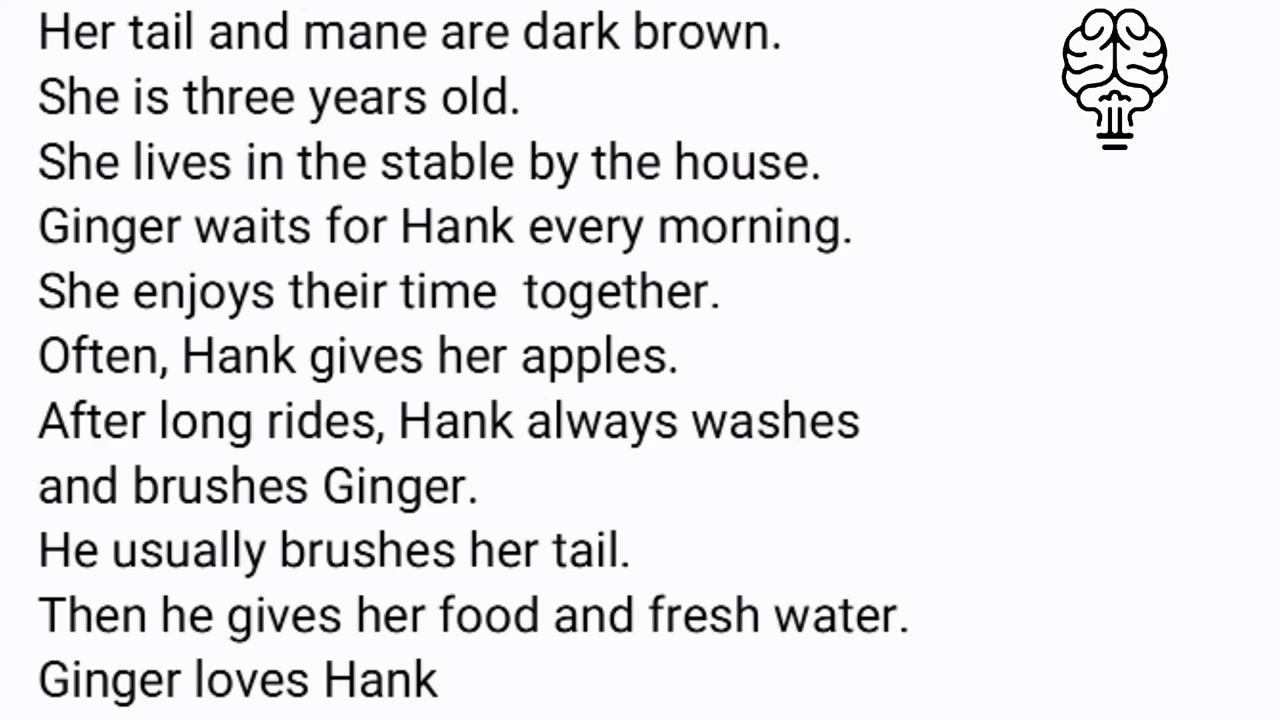 Her tail and mane are dark brown.
She is three years old.
She lives in the stable by the house.
Ginger waits for Hank every morning.
She enjoys their time  together.
Often, Hank gives her apples.
After long rides, Hank always washes
and brushes Ginger.
He usually brushes her tail.
Then he gives her food and fresh water.
Ginger loves Hank